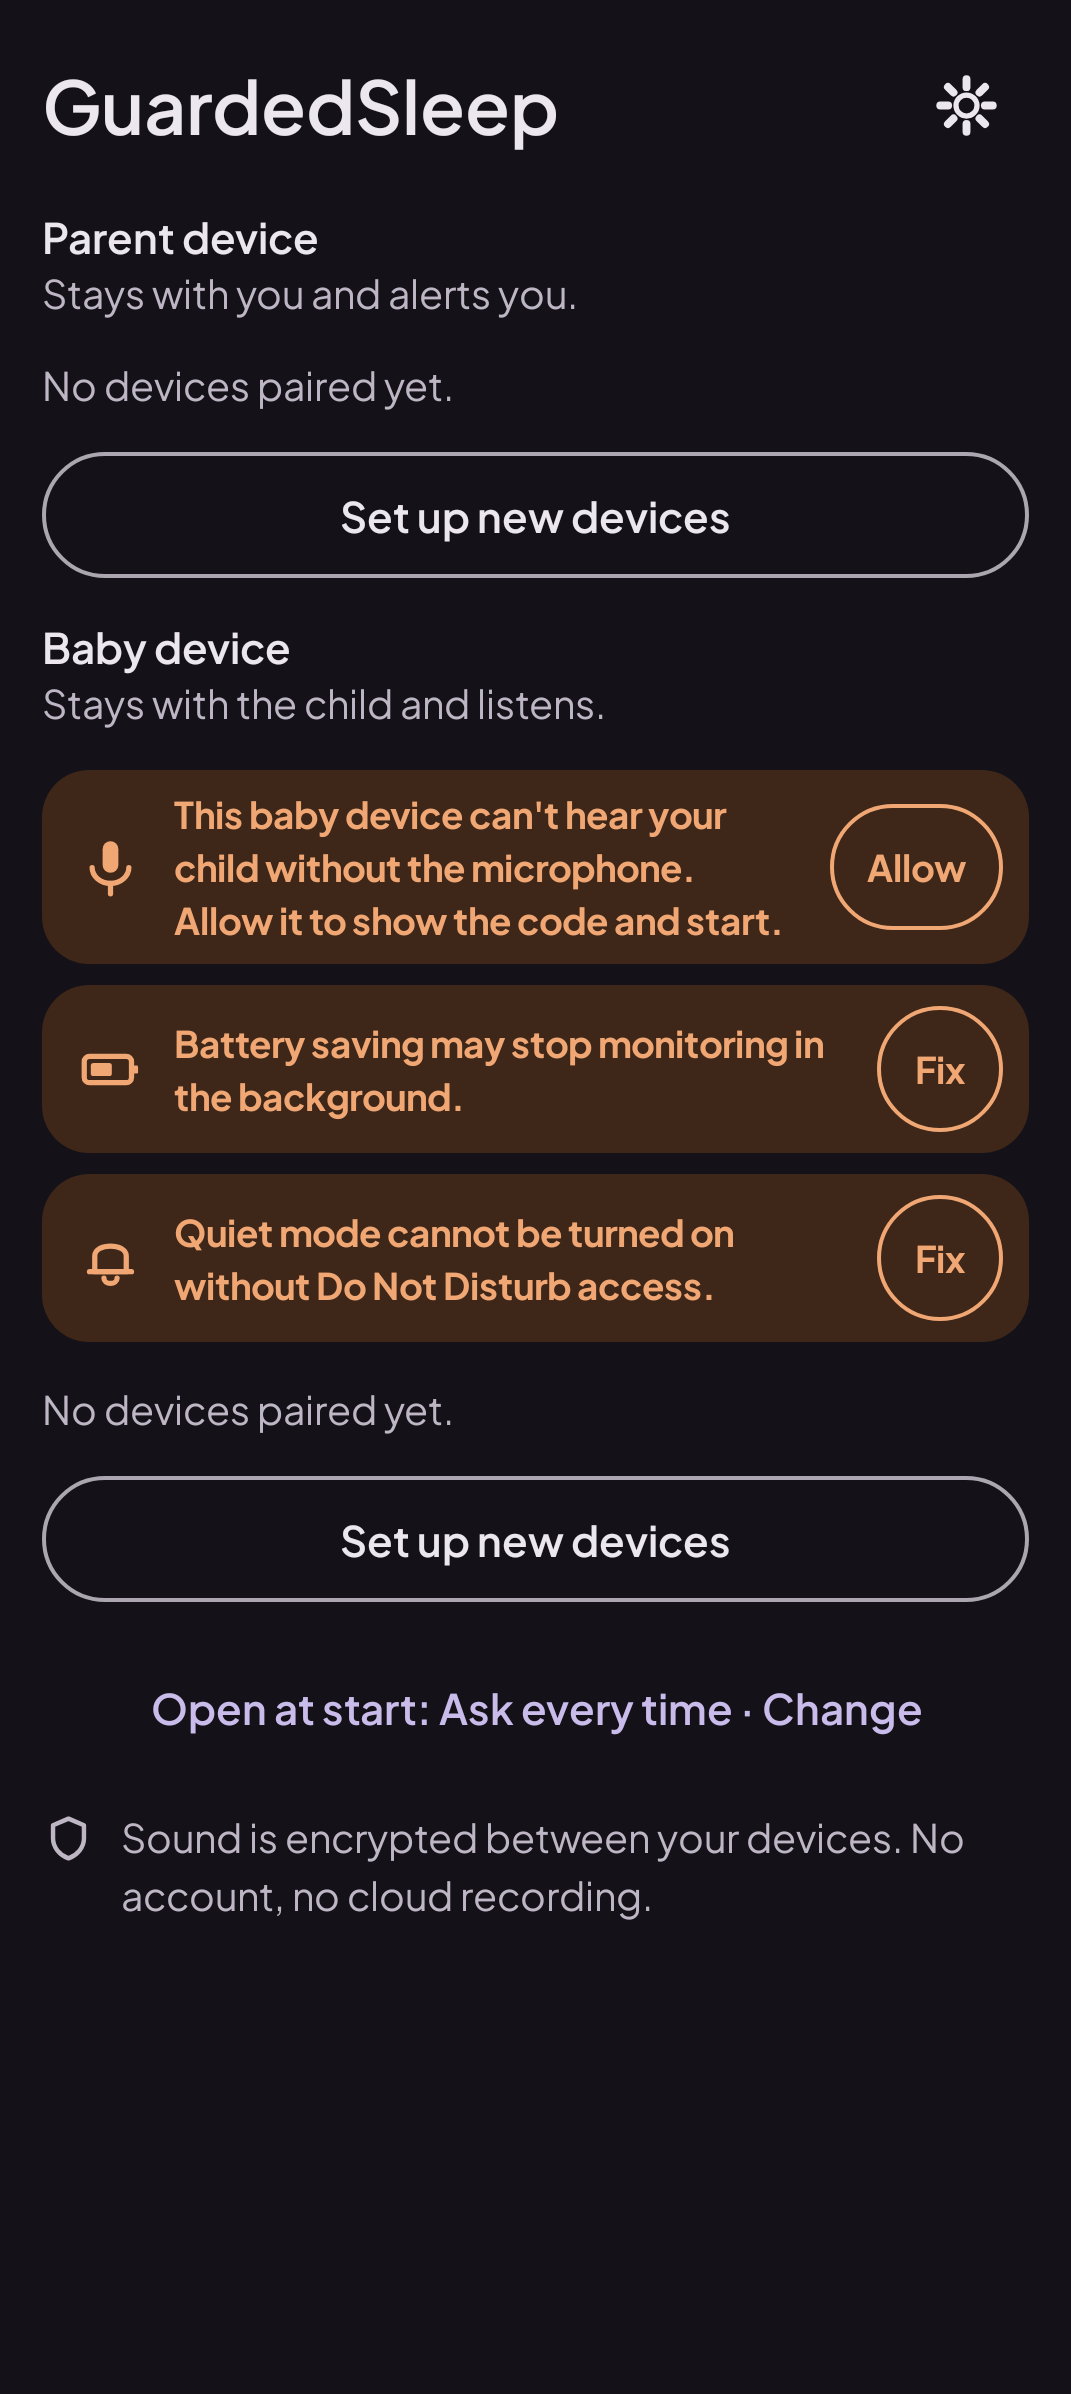 GuardedSleep
Parent device
Stays with you and alerts you.
No devices paired yet.
Set up new devices
Baby device
Stays with the child and listens.
This baby device can't hear your
child without the microphone.
Allow it to show the code and start.
Allow
Battery saving may stop monitoring in
the background.
Fix
Quiet mode cannot be turned on
without Do Not Disturb access.
Fix
No devices paired yet.
Set up new devices
Open at start: Ask every time · Change
Sound is encrypted between your devices. No
account, no cloud recording.